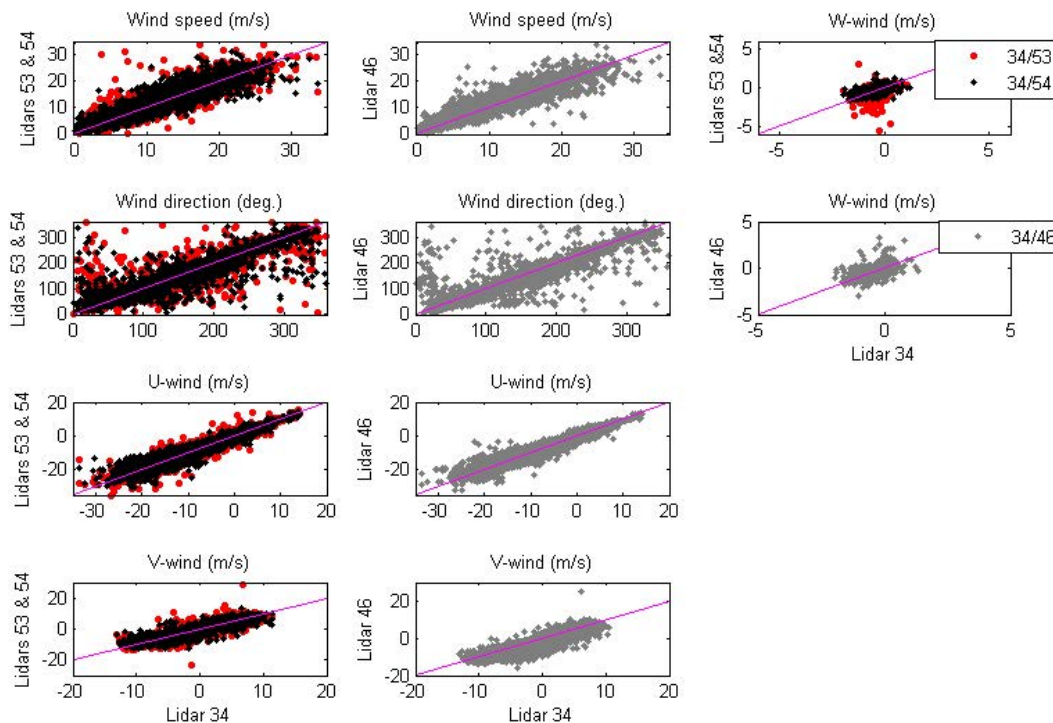 Wind speed (m/s)
Lidars 53 & 54
30
20
10
0
0 10 20 30
Wind speed (m/s)
Lidar 46
30
20
10
0
0 10 20 30
W-wind (m/s)
Lidars 53 &54
5
0
-5
-5 0 5
34/53
34/54
Wind direction (deg.)
Lidars 53 & 54
300
200
100
0
0 100 200 300
Wind direction (deg.)
Lidar 46
300
200
100
0
0 100 200 300
W-wind (m/s)
Lidar 46
5
0
-5
-5 0 5
Lidar 34
34/46
U-wind (m/s)
Lidars 53 & 54
20
0
-20
-30 -20 -10 0 10 20
U-wind (m/s)
Lidar 46
20
0
-20
-30 -20 -10 0 10 20
V-wind (m/s)
Lidars 53 & 54
20
0
-20
-20 -10 0 10 20
Lidar 34
V-wind (m/s)
Lidar 46
20
0
-20
-20 -10 0 10 20
Lidar 34